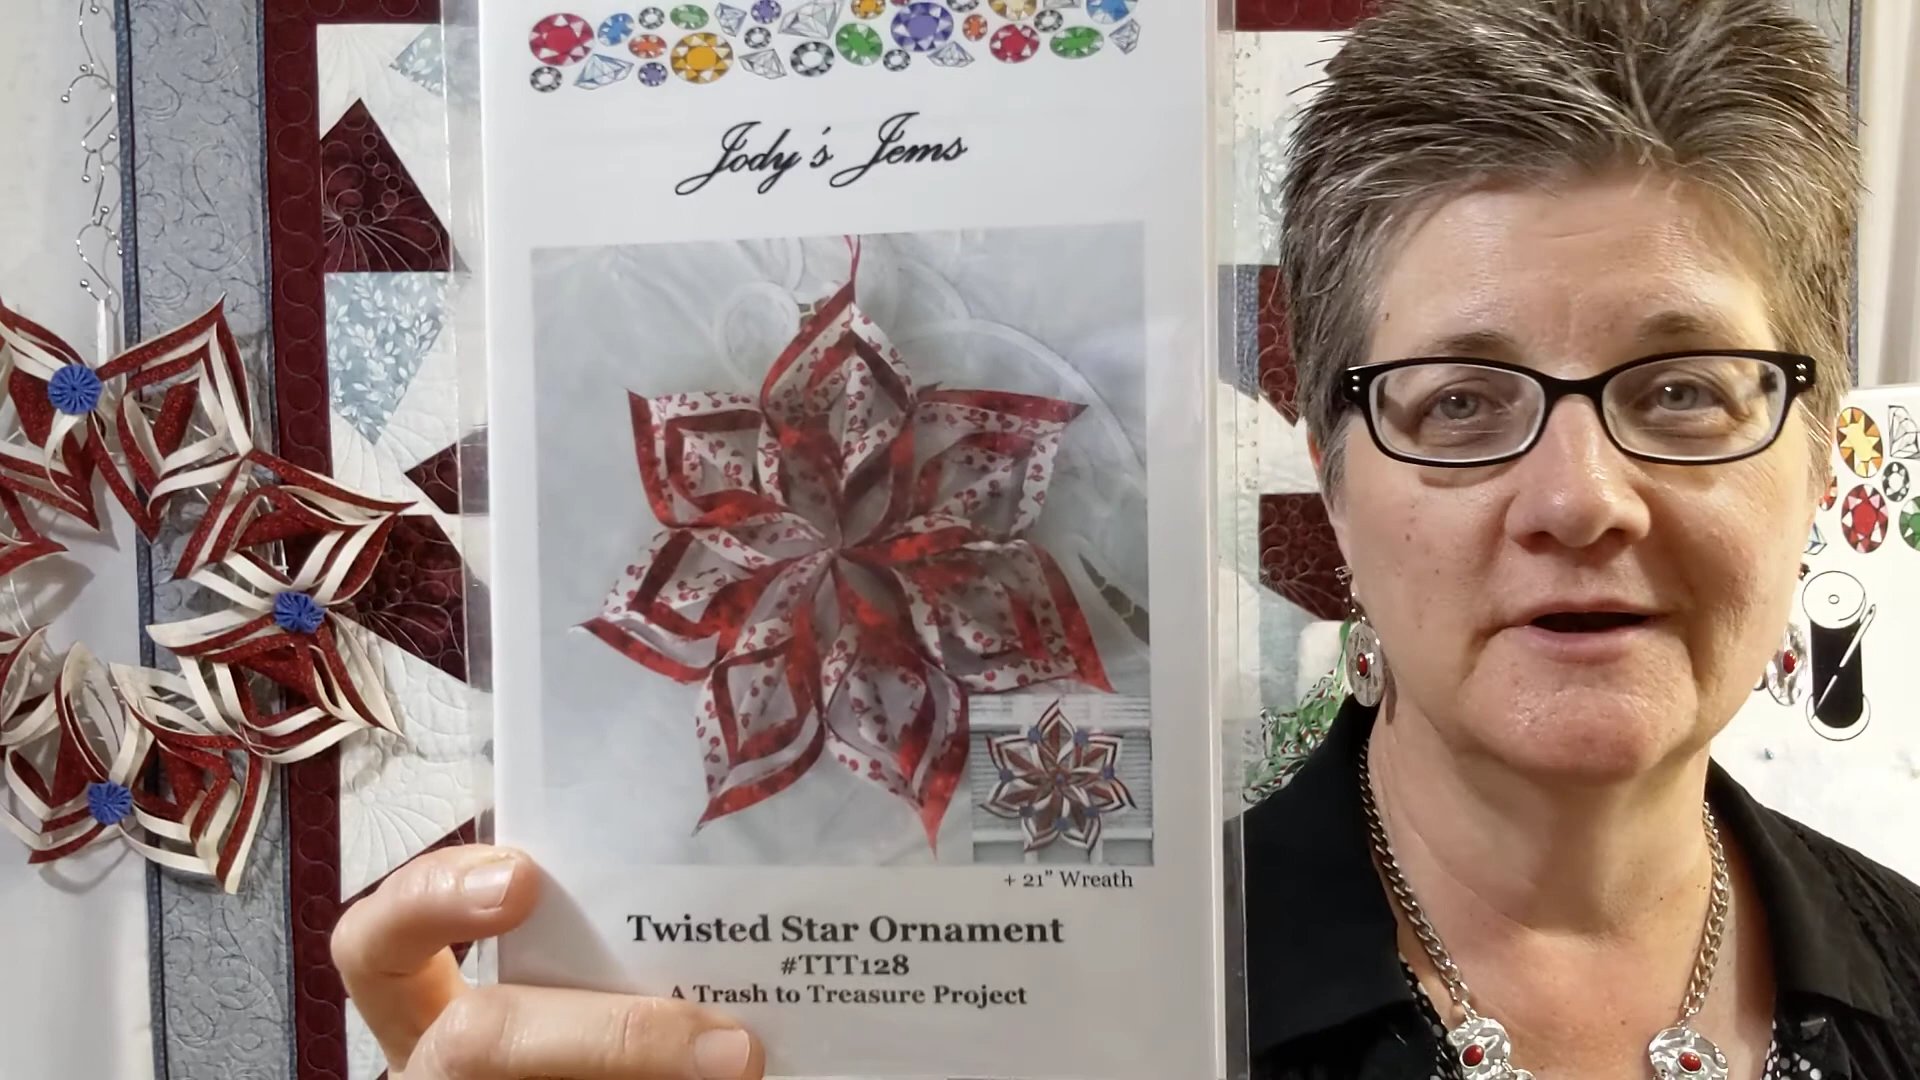 Jody's Jems
+ 21” Wreath
Twisted Star Ornament
#TTT128
A Trash to Treasure Project